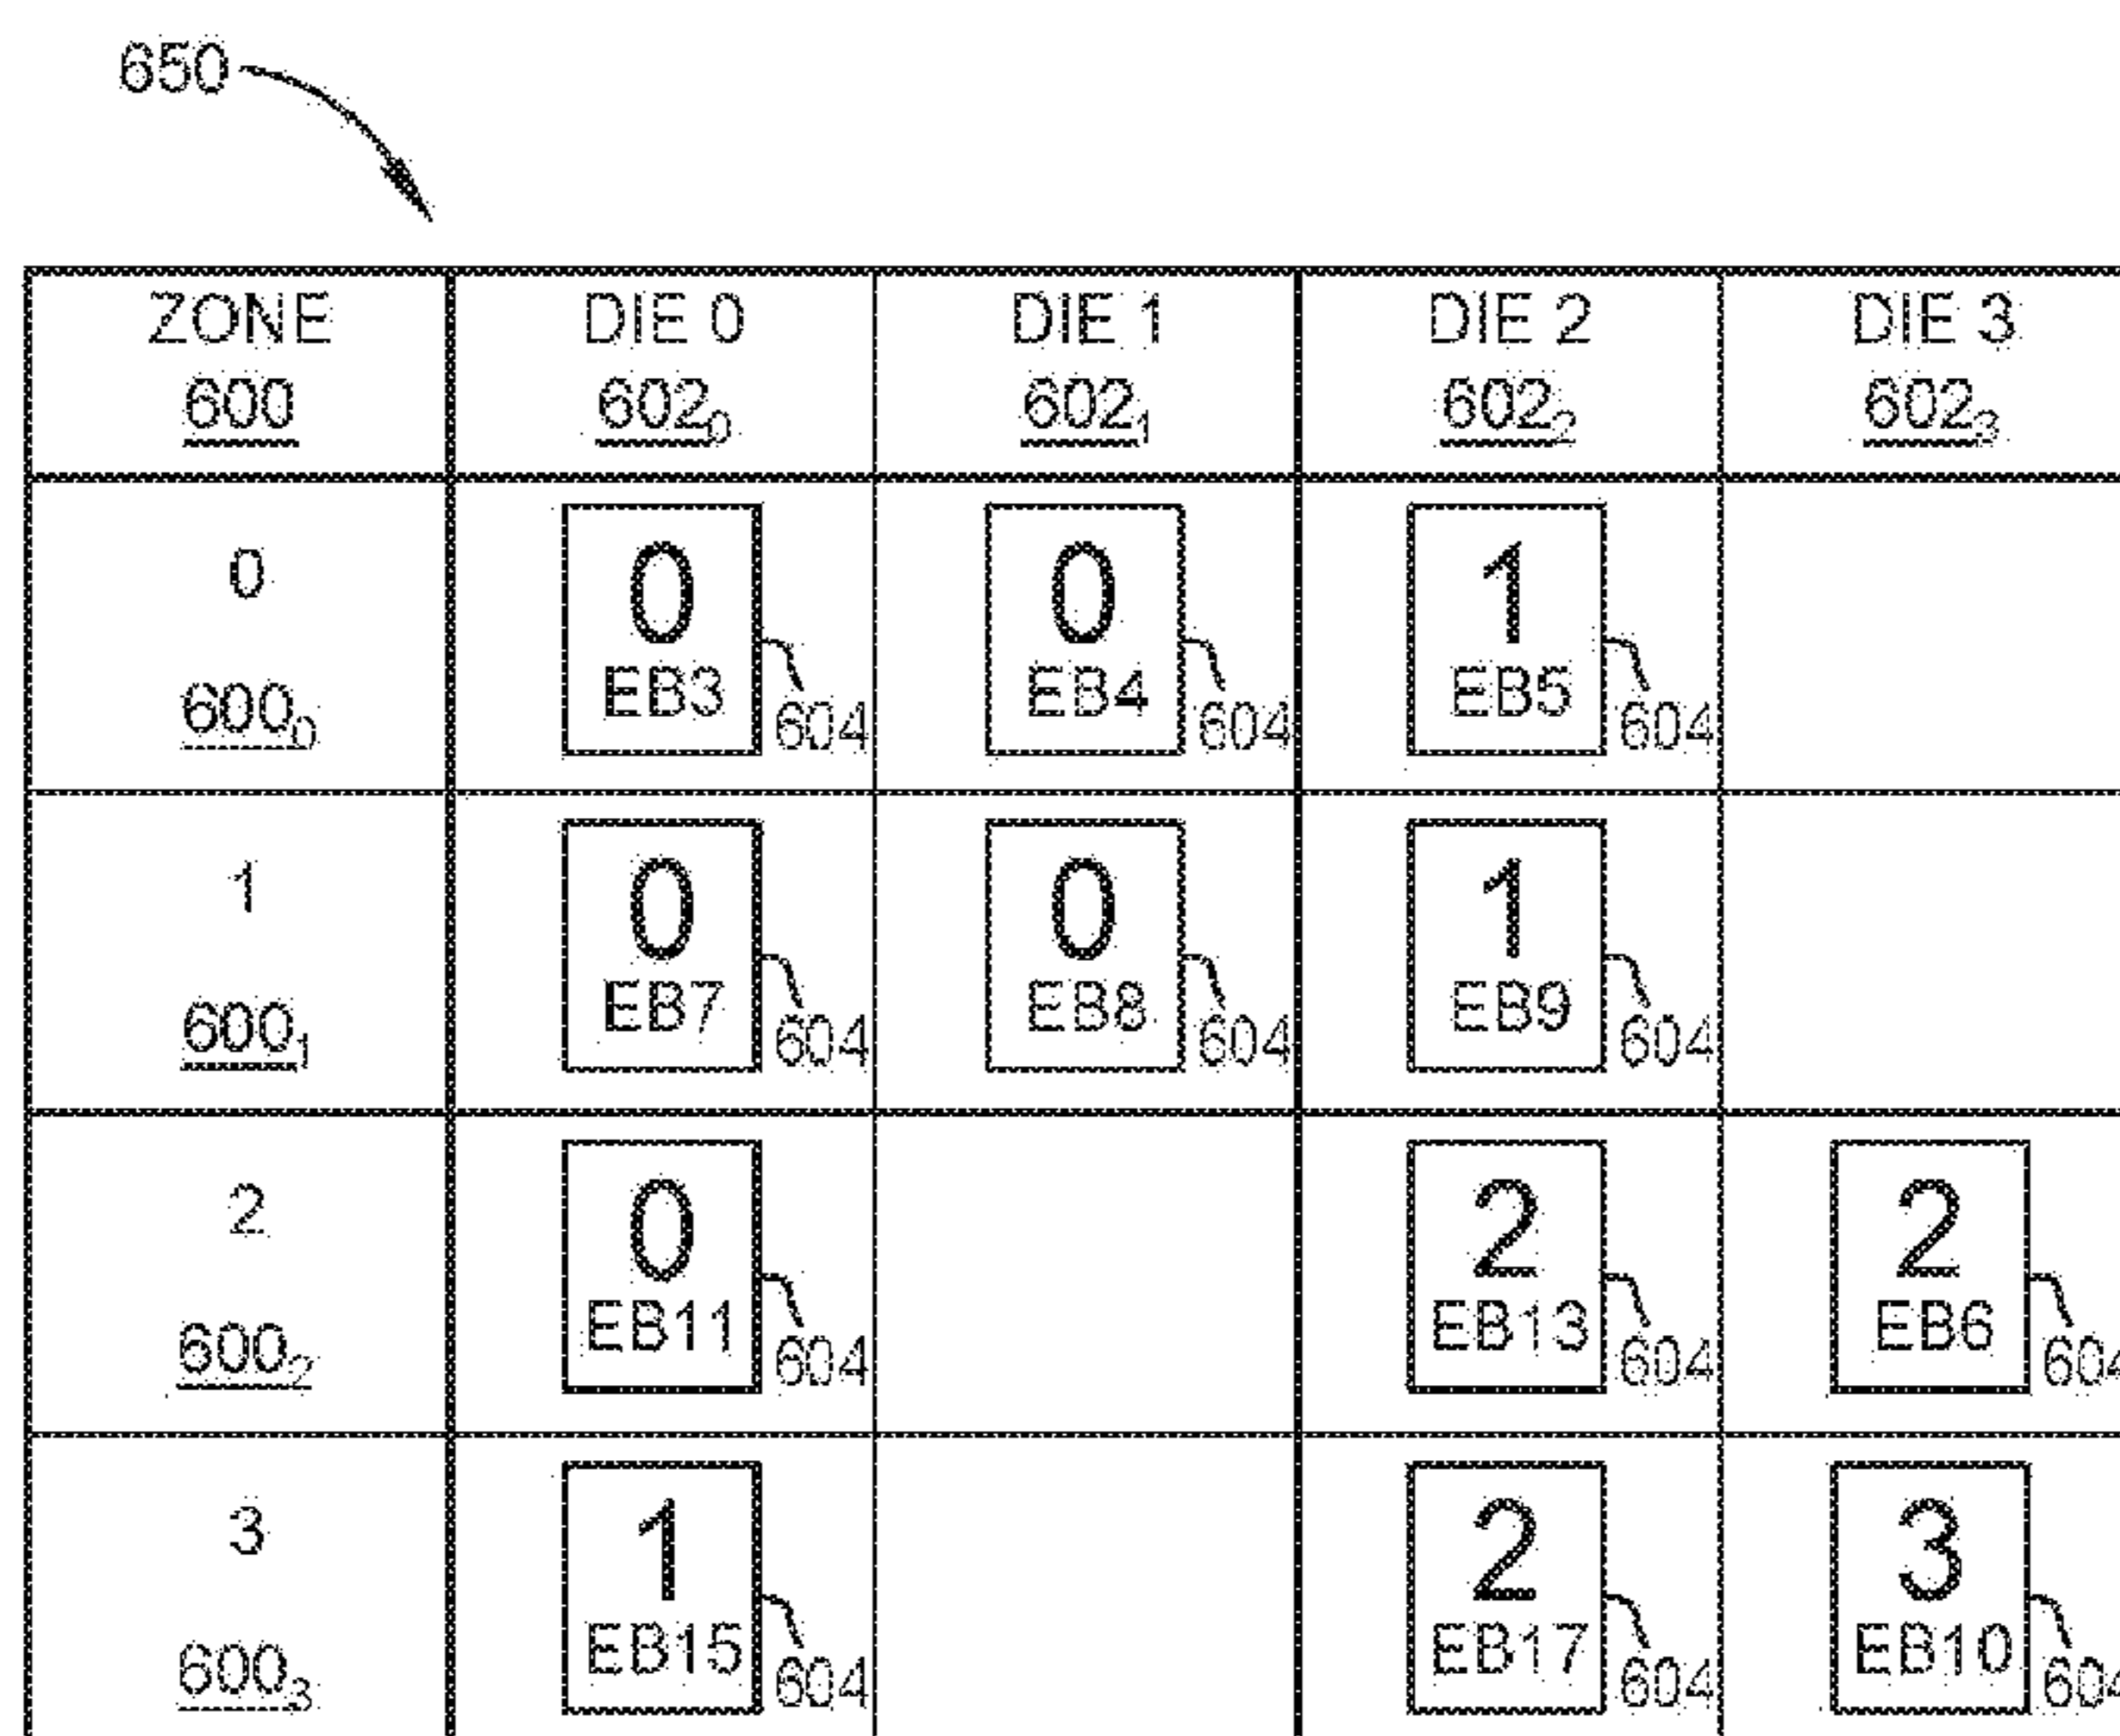 650
ZONE DIE 0 DIE 1 DIE 2 DIE 3
600 602₀ 602₁ 602₂ 602₃
0 0 0 1
EB3 EB4 EB5
600₀ 604 604 604
1 0 0 1
EB7 EB8 EB9
600₁ 604 604 604
2 0 2 2
EB11 EB13 EB6
600₂ 604 604 604
3 1 2 3
EB15 EB17 EB10
600₃ 604 604 604